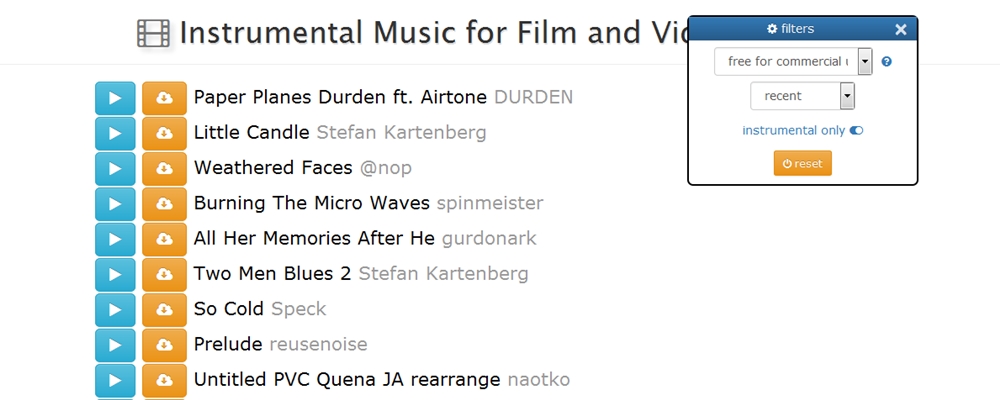 Instrumental Music for Film and
filters
free for commercial
recent
instrumental only
reset
Paper Planes Durden ft. Airtone DURDEN
Little Candle Stefan Kartenberg
Weathered Faces @nop
Burning The Micro Waves spinmeister
All Her Memories After He gurdonark
Two Men Blues 2 Stefan Kartenberg
So Cold Speck
Prelude reusenoise
Untitled PVC Quena JA rearrange naotko